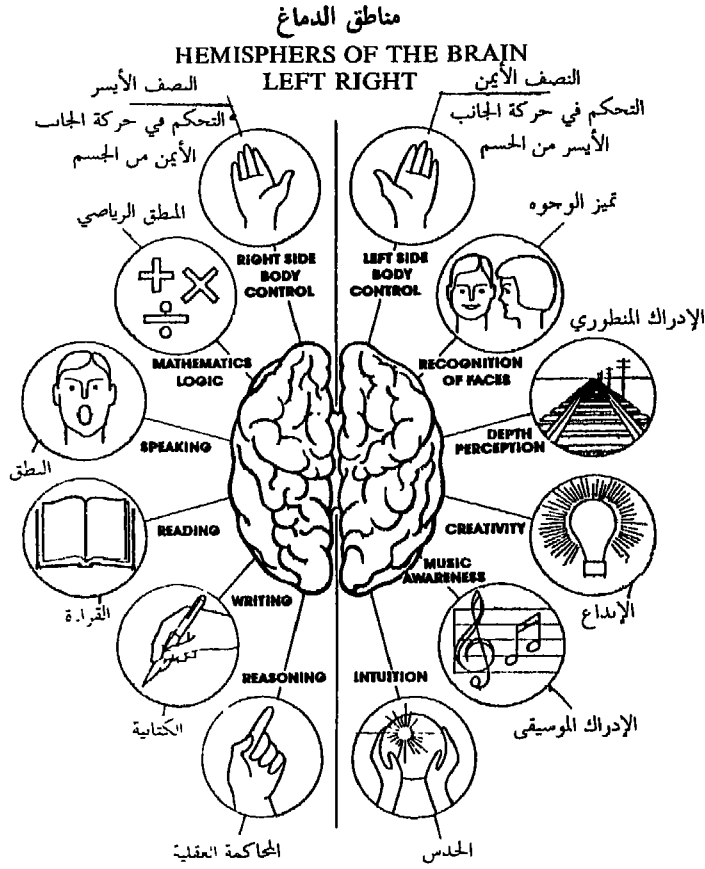 مناطق الدماغ
HEMISPHERS OF THE BRAIN
LEFT RIGHT
النصف الأيسر
التحكم في حركة الجانب
الأيمن من الجسم
النصف الأيمن
التحكم في حركة الجانب
الأيسر من الجسم
RIGHT SIDE
BODY
CONTROL
LEFT SIDE
BODY
CONTROL
المنطق الرياضي
تميز الوجوه
MATHEMATICS
LOGIC
RECOGNITION
OF FACES
الإدراك المنطوري
SPEAKING
النطق
DEPTH
PERCEPTION
READING
القراءة
CREATIVITY
الإبداع
WRITING
الكتابية
MUSIC
AWARENESS
الإدراك الموسيقى
REASONING
المحاكمة العقلية
INTUITION
الحدس